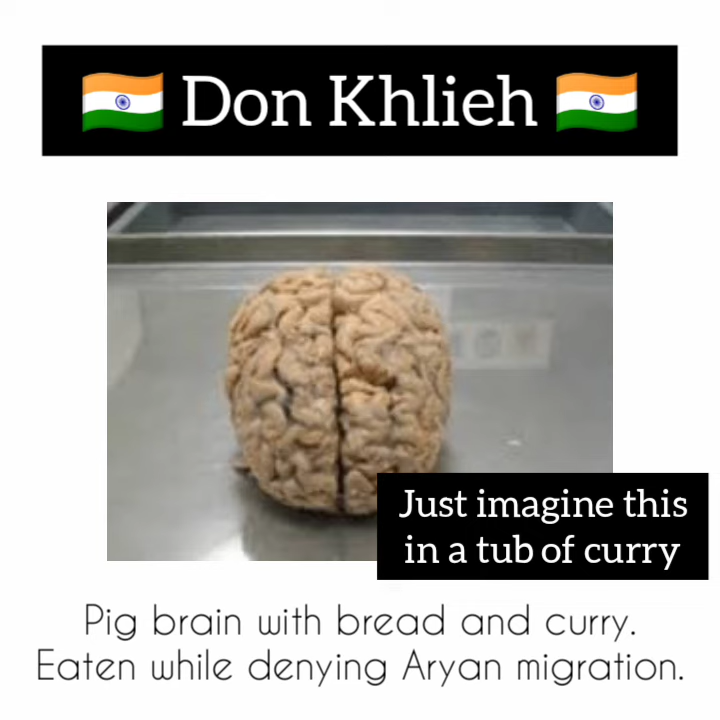 🇮🇳 Don Khlieh 🇮🇳
Just imagine this
in a tub of curry
Pig brain with bread and curry.
Eaten while denying Aryan migration.